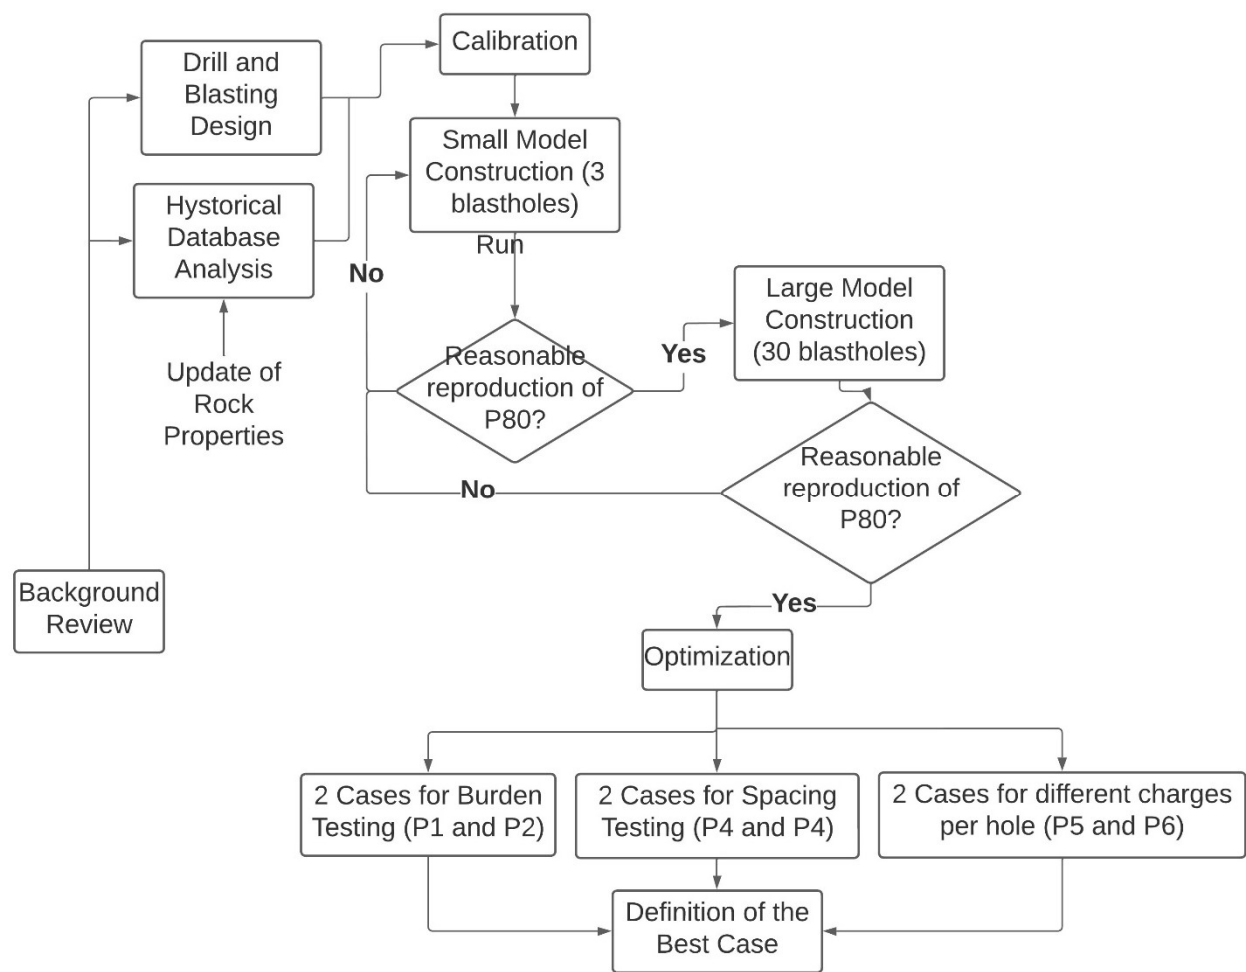 Calibration
Drill and
Blasting
Design
Small Model
Construction (3
blastholes)
Hystorical
Database
Analysis
Run
No
Large Model
Construction
(30 blastholes)
Yes
Reasonable
reproduction of
P80?
Update of
Rock
Properties
Reasonable
reproduction of
P80?
No
Background
Review
Yes
Optimization
2 Cases for Burden
Testing (P1 and P2)
2 Cases for Spacing
Testing (P4 and P4)
2 Cases for different charges
per hole (P5 and P6)
Definition of the
Best Case